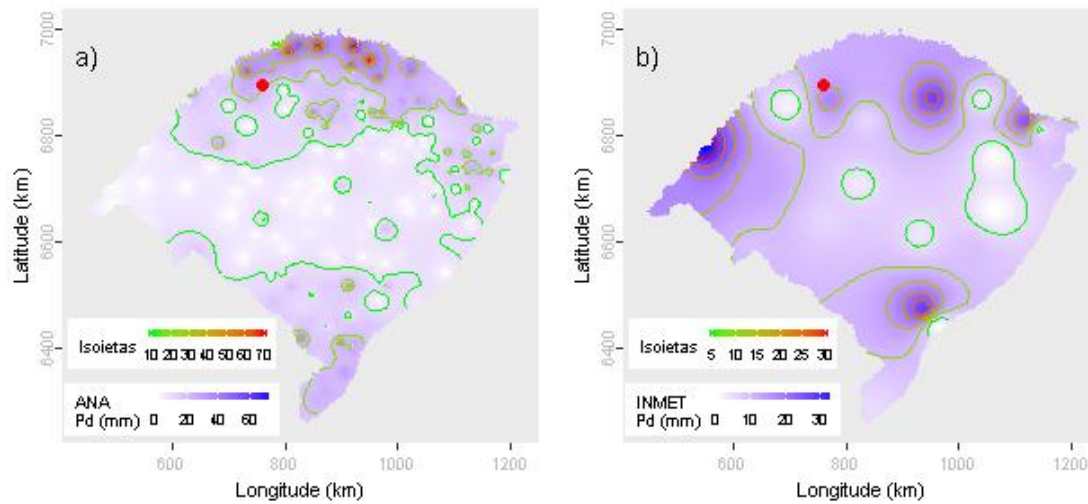 a)
7000
6800
6600
6400
Latitude (km)
Isoietas
10 20 30 40 50 60 70
ANA
Pd (mm)
0 20 40 60
600 800 1000 1200
Longitude (km)
b)
7000
6800
6600
6400
Latitude (km)
Isoietas
5 10 15 20 25 30
INMET
Pd (mm)
0 10 20 30
600 800 1000 1200
Longitude (km)